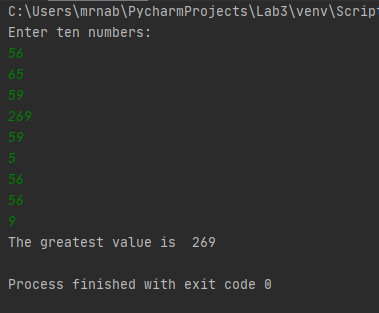 C:\Users\mrnab\PycharmProjects\Lab3\venv\Script
Enter ten numbers:
56
65
59
269
59
5
56
56
9
The greatest value is  269
Process finished with exit code 0